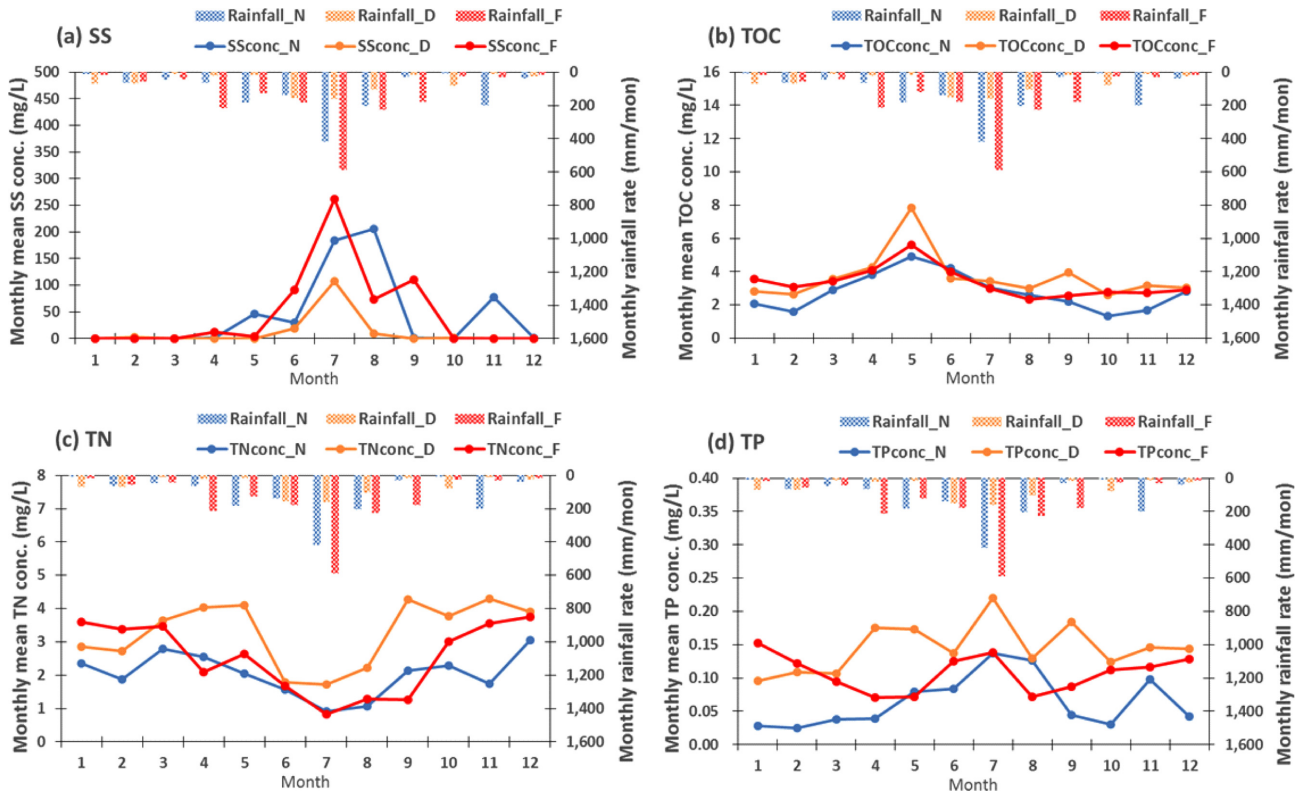 (a) SS
Rainfall_N Rainfall_D Rainfall_F
SSconc_N SSconc_D SSconc_F
Monthly mean SS conc. (mg/L)
500
450
400
350
300
250
200
150
100
50
0
0
200
400
600
800
1,000
1,200
1,400
1,600
Monthly rainfall rate (mm/mon)
1 2 3 4 5 6 7 8 9 10 11 12
Month
(b) TOC
Rainfall_N Rainfall_D Rainfall_F
TOCconc_N TOCconc_D TOCconc_F
Monthly mean TOC conc. (mg/L)
16
14
12
10
8
6
4
2
0
0
200
400
600
800
1,000
1,200
1,400
1,600
Monthly rainfall rate (mm/mon)
1 2 3 4 5 6 7 8 9 10 11 12
Month
(c) TN
Rainfall_N Rainfall_D Rainfall_F
TNconc_N TNconc_D TNconc_F
Monthly mean TN conc. (mg/L)
8
7
6
5
4
3
2
1
0
0
200
400
600
800
1,000
1,200
1,400
1,600
Monthly rainfall rate (mm/mon)
1 2 3 4 5 6 7 8 9 10 11 12
Month
(d) TP
Rainfall_N Rainfall_D Rainfall_F
TPconc_N TPconc_D TPconc_F
Monthly mean TP conc. (mg/L)
0.40
0.35
0.30
0.25
0.20
0.15
0.10
0.05
0.00
0
200
400
600
800
1,000
1,200
1,400
1,600
Monthly rainfall rate (mm/mon)
1 2 3 4 5 6 7 8 9 10 11 12
Month